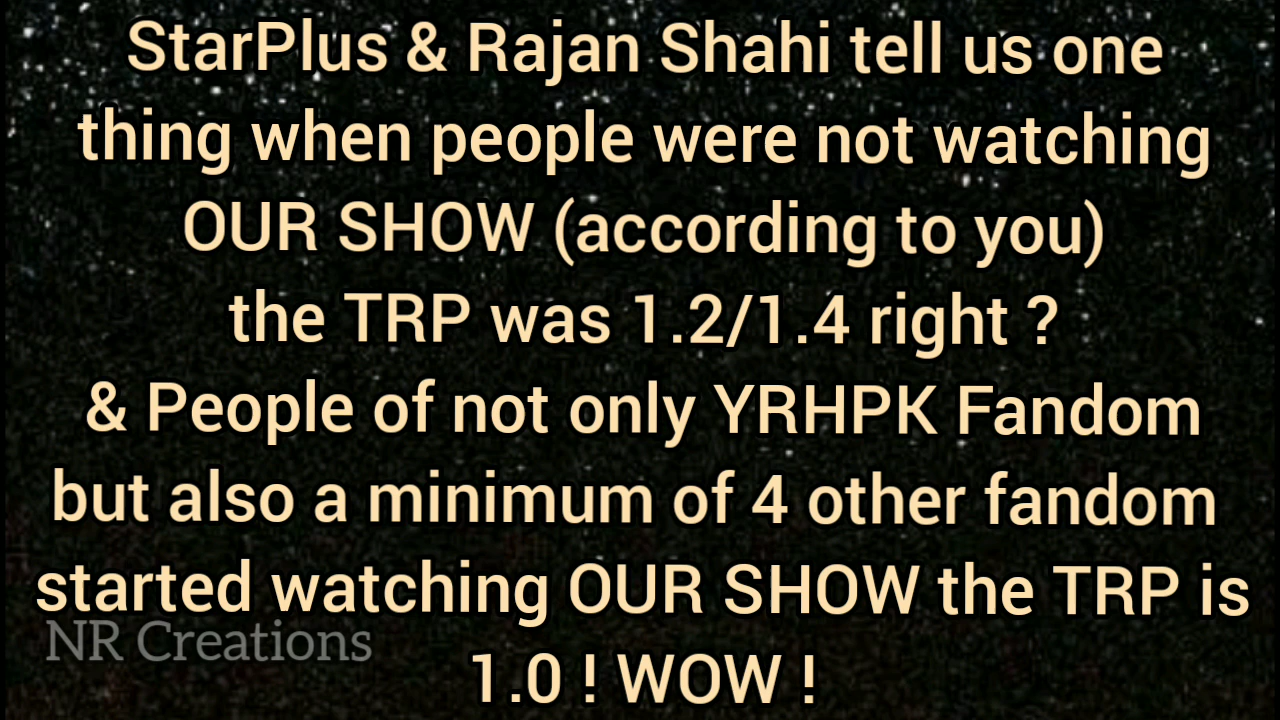 StarPlus & Rajan Shahi tell us one
thing when people were not watching
OUR SHOW (according to you)
the TRP was 1.2/1.4 right ?
& People of not only YRHPK Fandom
but also a minimum of 4 other fandom
started watching OUR SHOW the TRP is
NR Creations
1.0 ! WOW !